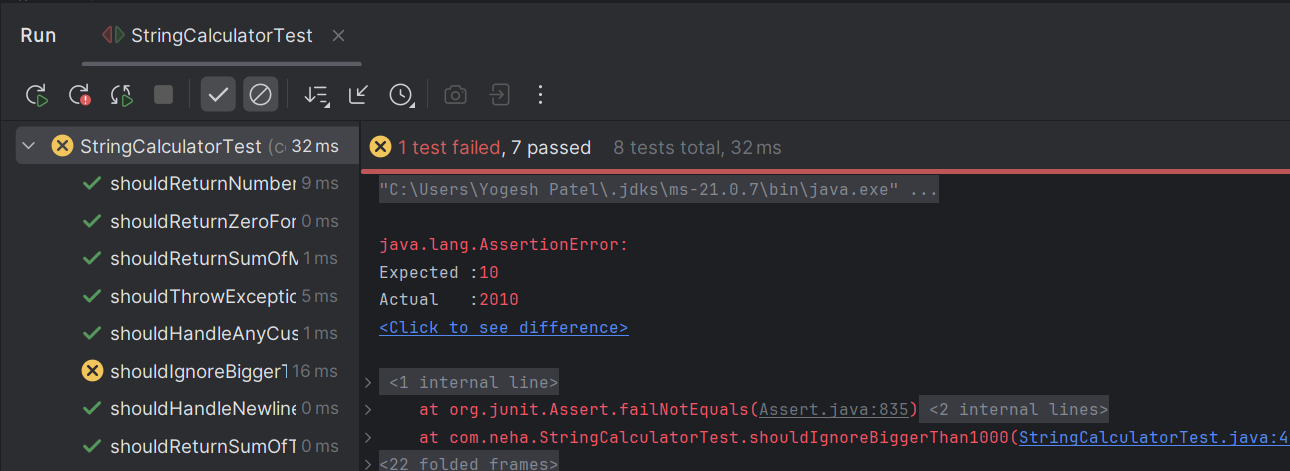 Run StringCalculatorTest
StringCalculatorTest (c 32 ms
shouldReturnNumber 9 ms
shouldReturnZeroFor 0 ms
shouldReturnSumOfM 1 ms
shouldThrowExceptic 5 ms
shouldHandleAnyCus 1 ms
shouldIgnoreBiggerT 16 ms
shouldHandleNewline 0 ms
shouldReturnSumOfT 0 ms
1 test failed, 7 passed 8 tests total, 32 ms
"C:\Users\Yogesh Patel\.jdks\ms-21.0.7\bin\java.exe" ...
java.lang.AssertionError:
Expected :10
Actual :2010
<Click to see difference>
<1 internal line>
at org.junit.Assert.failNotEquals(Assert.java:835) <2 internal lines>
at com.neha.StringCalculatorTest.shouldIgnoreBiggerThan1000(StringCalculatorTest.java:4
<22 folded frames>